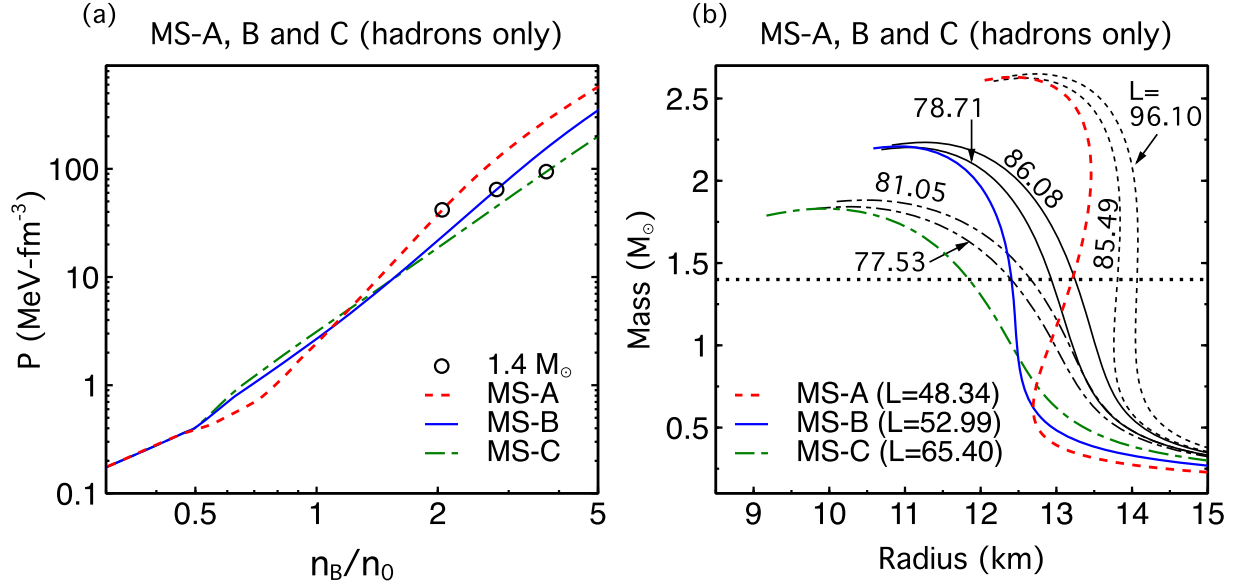 (a)
MS-A, B and C (hadrons only)
P (MeV-fm⁻³)
100
10
1
0.1
0.5
1
2
5
n_B/n_0
1.4 M⊙
MS-A
MS-B
MS-C
(b)
MS-A, B and C (hadrons only)
Mass (M⊙)
2.5
2
1.5
1
0.5
9
10
11
12
13
14
15
Radius (km)
78.71
L=
96.10
86.08
81.05
85.49
77.53
MS-A (L=48.34)
MS-B (L=52.99)
MS-C (L=65.40)